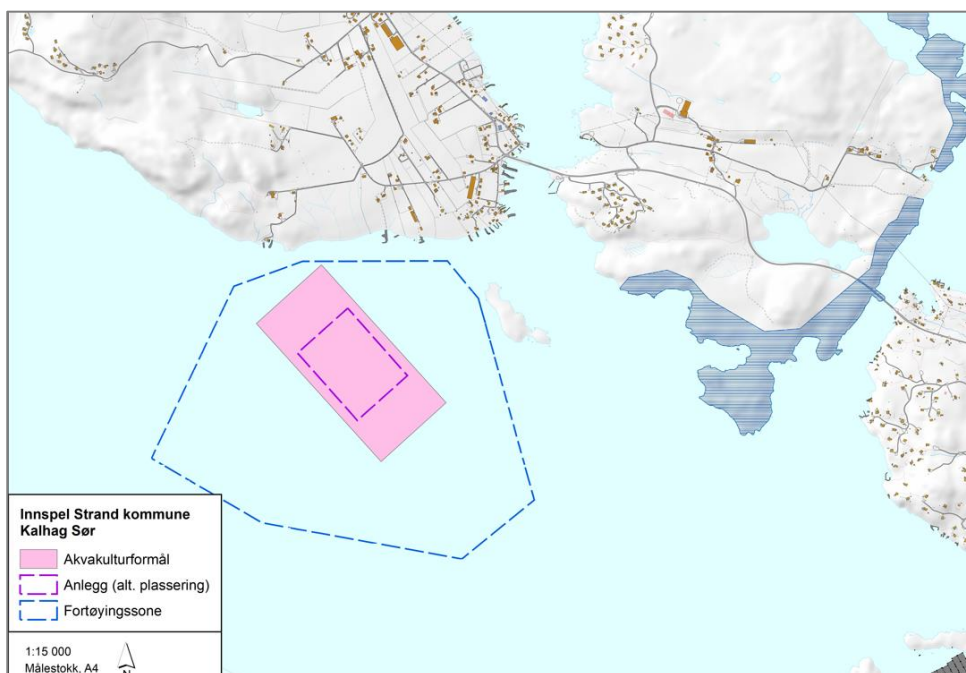 Innspel Strand kommune
Kalhag Sør
Akvakulturformål
Anlegg (alt. plassering)
Fortøyingssone
1:15 000
Målestokk, A4
N